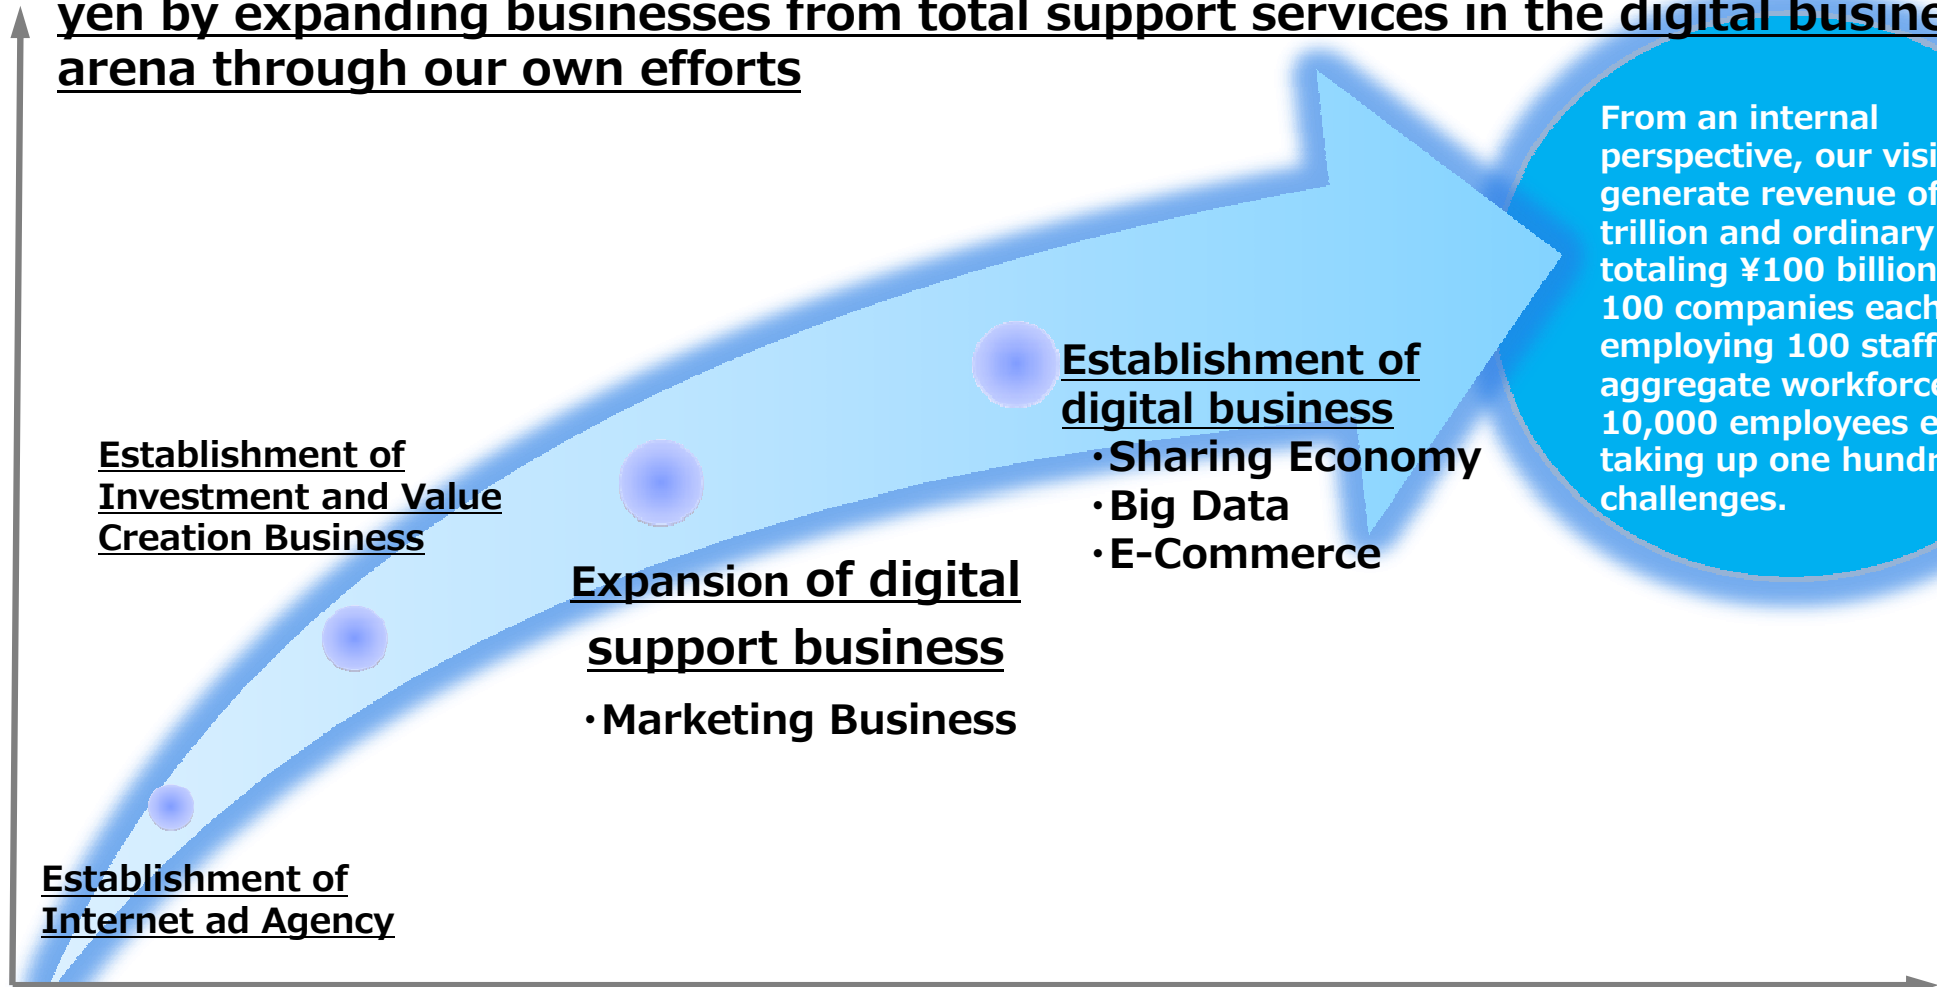 yen by expanding businesses from total support services in the digital
arena through our own efforts
From an internal
perspective, our
generate revenue of
trillion and ordinary
totaling ¥100 billion
100 companies each
employing 100 staff
aggregate workforce
10,000 employees
taking up one
challenges.
Establishment of
digital business
・Sharing Economy
・Big Data
・E-Commerce
Establishment of
Investment and Value
Creation Business
Expansion of digital
support business
・Marketing Business
Establishment of
Internet ad Agency